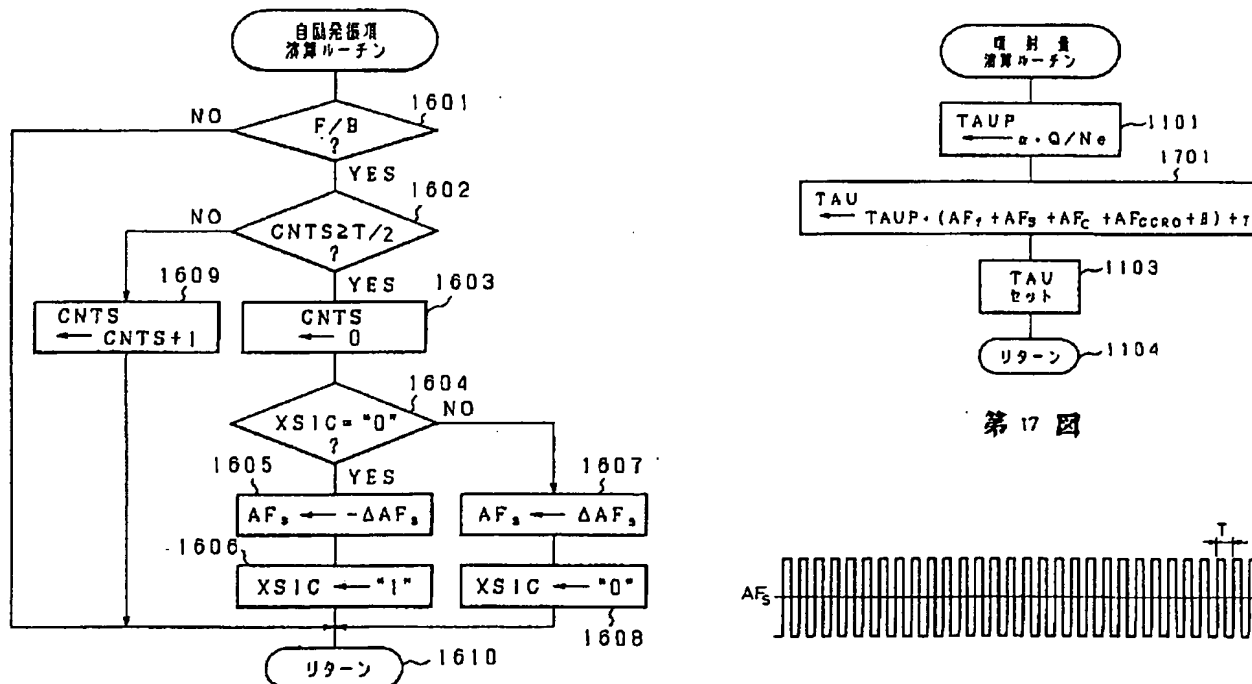 自励発振項
演算ルーチン
1601
NO
F/B
?
YES
1602
NO
CNTS≥T/2
?
YES
1609
CNTS
← CNTS+1
1603
CNTS
← 0
1604
XSIC="0"
?
NO
YES
1605
AFs ← -ΔAFs
1607
AFs ← ΔAFs
1606
XSIC ← "1"
XSIC ← "0"
1608
リターン
1610
噴射量
演算ルーチン
TAUP
← α・Q/Ne
1101
1701
TAU
← TAUP・(AFf +AFs +AFc +AFCCRO +β) +γ
TAU
セット
1103
リターン
1104
第17図
T
AFs